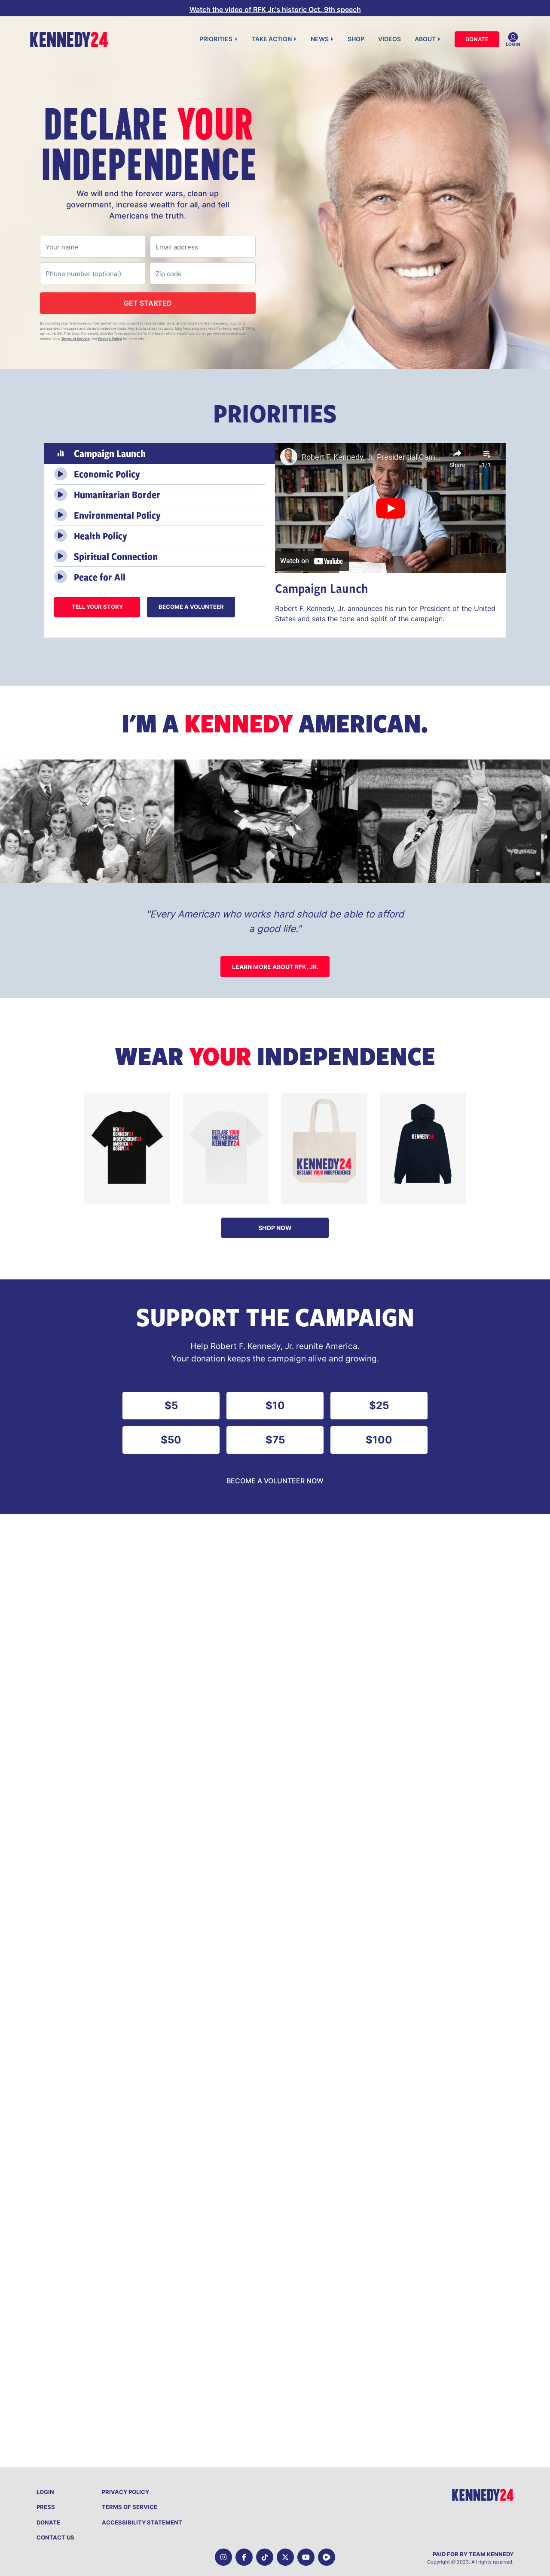 Watch the video of RFK Jr.'s historic Oct. 9th speech
KENNEDY24
PRIORITIES
TAKE ACTION
NEWS
SHOP
VIDEOS
ABOUT
DONATE
LOGIN
DECLARE YOUR
INDEPENDENCE
We will end the forever wars, clean up
government, increase wealth for all, and tell
Americans the truth.
Your name
Email address
Phone number (optional)
Zip code
GET STARTED
Terms of Service and Privacy Policy for more info.
PRIORITIES
Campaign Launch
Economic Policy
Humanitarian Border
Environmental Policy
Health Policy
Spiritual Connection
Peace for All
TELL YOUR STORY
BECOME A VOLUNTEER
Robert F. Kennedy, Jr. Presidential Cam
Share
1/1
Watch on YouTube
Campaign Launch
Robert F. Kennedy, Jr. announces his run for President of the United
States and sets the tone and spirit of the campaign.
I'M A KENNEDY AMERICAN.
"Every American who works hard should be able to afford
a good life."
LEARN MORE ABOUT RFK, JR.
WEAR YOUR INDEPENDENCE
RFK24
KENNEDY24
INDEPENDENT24
AMERICA24
BOBBY24
DECLARE YOUR
INDEPENDENCE
KENNEDY24
KENNEDY24
DECLARE YOUR INDEPENDENCE
KENNEDY24
SHOP NOW
SUPPORT THE CAMPAIGN
Help Robert F. Kennedy, Jr. reunite America.
Your donation keeps the campaign alive and growing.
$5
$10
$25
$50
$75
$100
BECOME A VOLUNTEER NOW
LOGIN
PRESS
DONATE
CONTACT US
PRIVACY POLICY
TERMS OF SERVICE
ACCESSIBILITY STATEMENT
KENNEDY24
PAID FOR BY TEAM KENNEDY
Copyright @ 2023. All rights reserved.